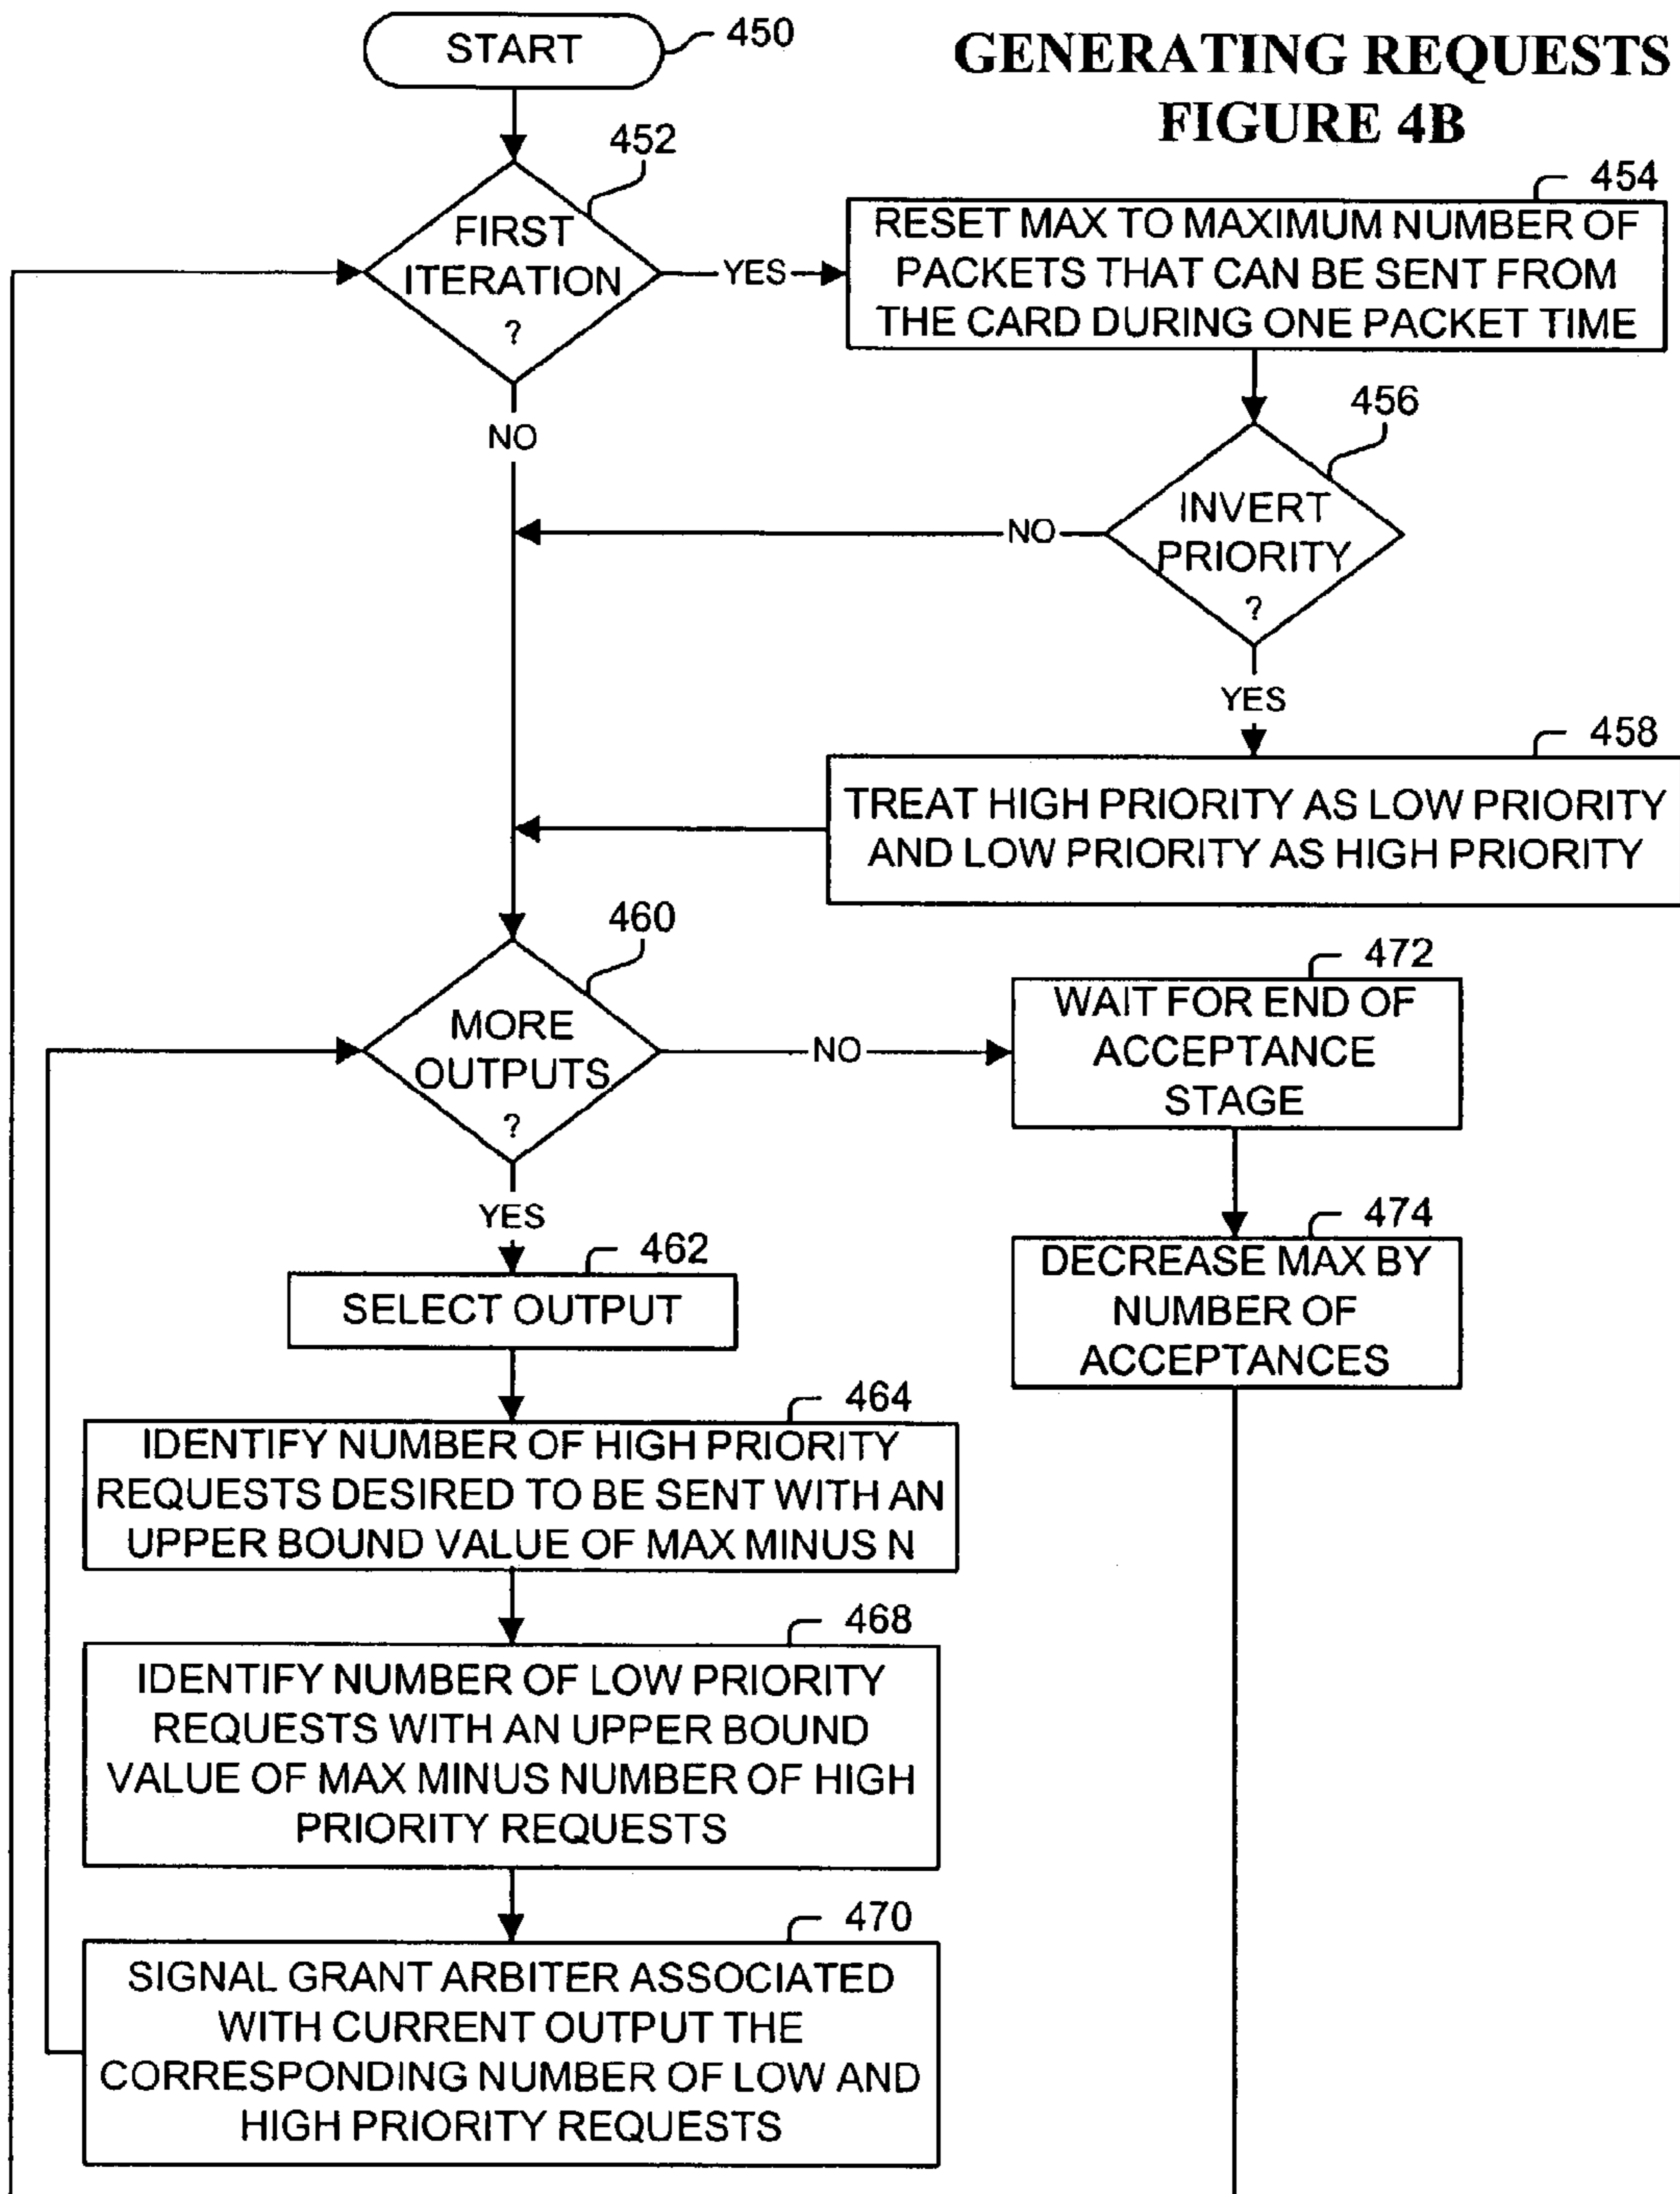 GENERATING REQUESTS
FIGURE 4B
START
450
452
FIRST
ITERATION
?
YES
NO
454
RESET MAX TO MAXIMUM NUMBER OF
PACKETS THAT CAN BE SENT FROM
THE CARD DURING ONE PACKET TIME
456
INVERT
PRIORITY
?
NO
YES
458
TREAT HIGH PRIORITY AS LOW PRIORITY
AND LOW PRIORITY AS HIGH PRIORITY
460
MORE
OUTPUTS
?
NO
YES
472
WAIT FOR END OF
ACCEPTANCE
STAGE
474
DECREASE MAX BY
NUMBER OF
ACCEPTANCES
462
SELECT OUTPUT
464
IDENTIFY NUMBER OF HIGH PRIORITY
REQUESTS DESIRED TO BE SENT WITH AN
UPPER BOUND VALUE OF MAX MINUS N
468
IDENTIFY NUMBER OF LOW PRIORITY
REQUESTS WITH AN UPPER BOUND
VALUE OF MAX MINUS NUMBER OF HIGH
PRIORITY REQUESTS
470
SIGNAL GRANT ARBITER ASSOCIATED
WITH CURRENT OUTPUT THE
CORRESPONDING NUMBER OF LOW AND
HIGH PRIORITY REQUESTS